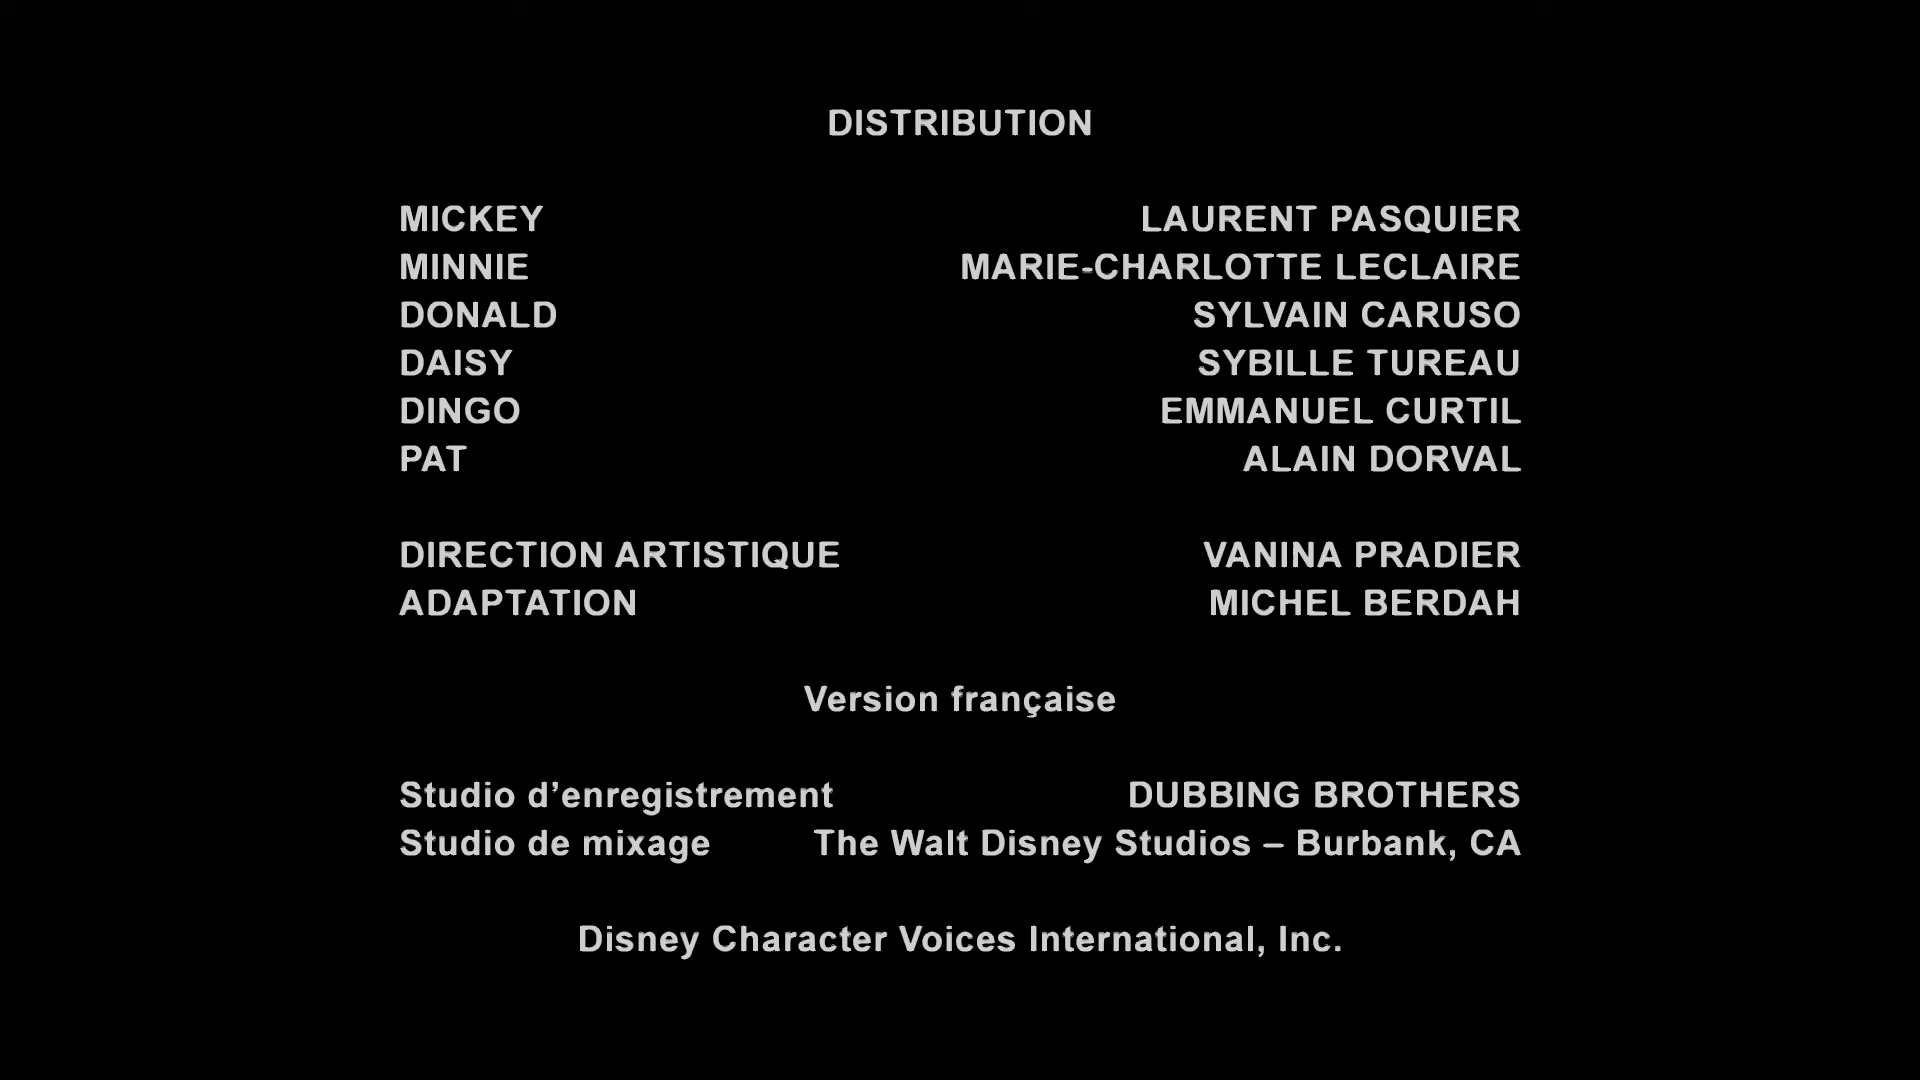 DISTRIBUTION
MICKEY LAURENT PASQUIER
MINNIE MARIE-CHARLOTTE LECLAIRE
DONALD SYLVAIN CARUSO
DAISY SYBILLE TUREAU
DINGO EMMANUEL CURTIL
PAT ALAIN DORVAL
DIRECTION ARTISTIQUE VANINA PRADIER
ADAPTATION MICHEL BERDAH
Version française
Studio d’enregistrement DUBBING BROTHERS
Studio de mixage The Walt Disney Studios – Burbank, CA
Disney Character Voices International, Inc.